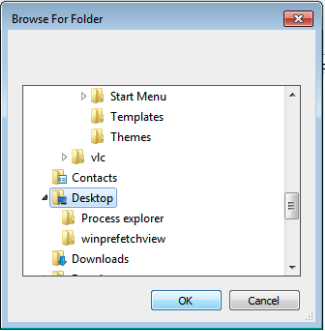 Browse For Folder
Start Menu
Templates
Themes
vlc
Contacts
Desktop
Process explorer
winprefetchview
Downloads
OK
Cancel